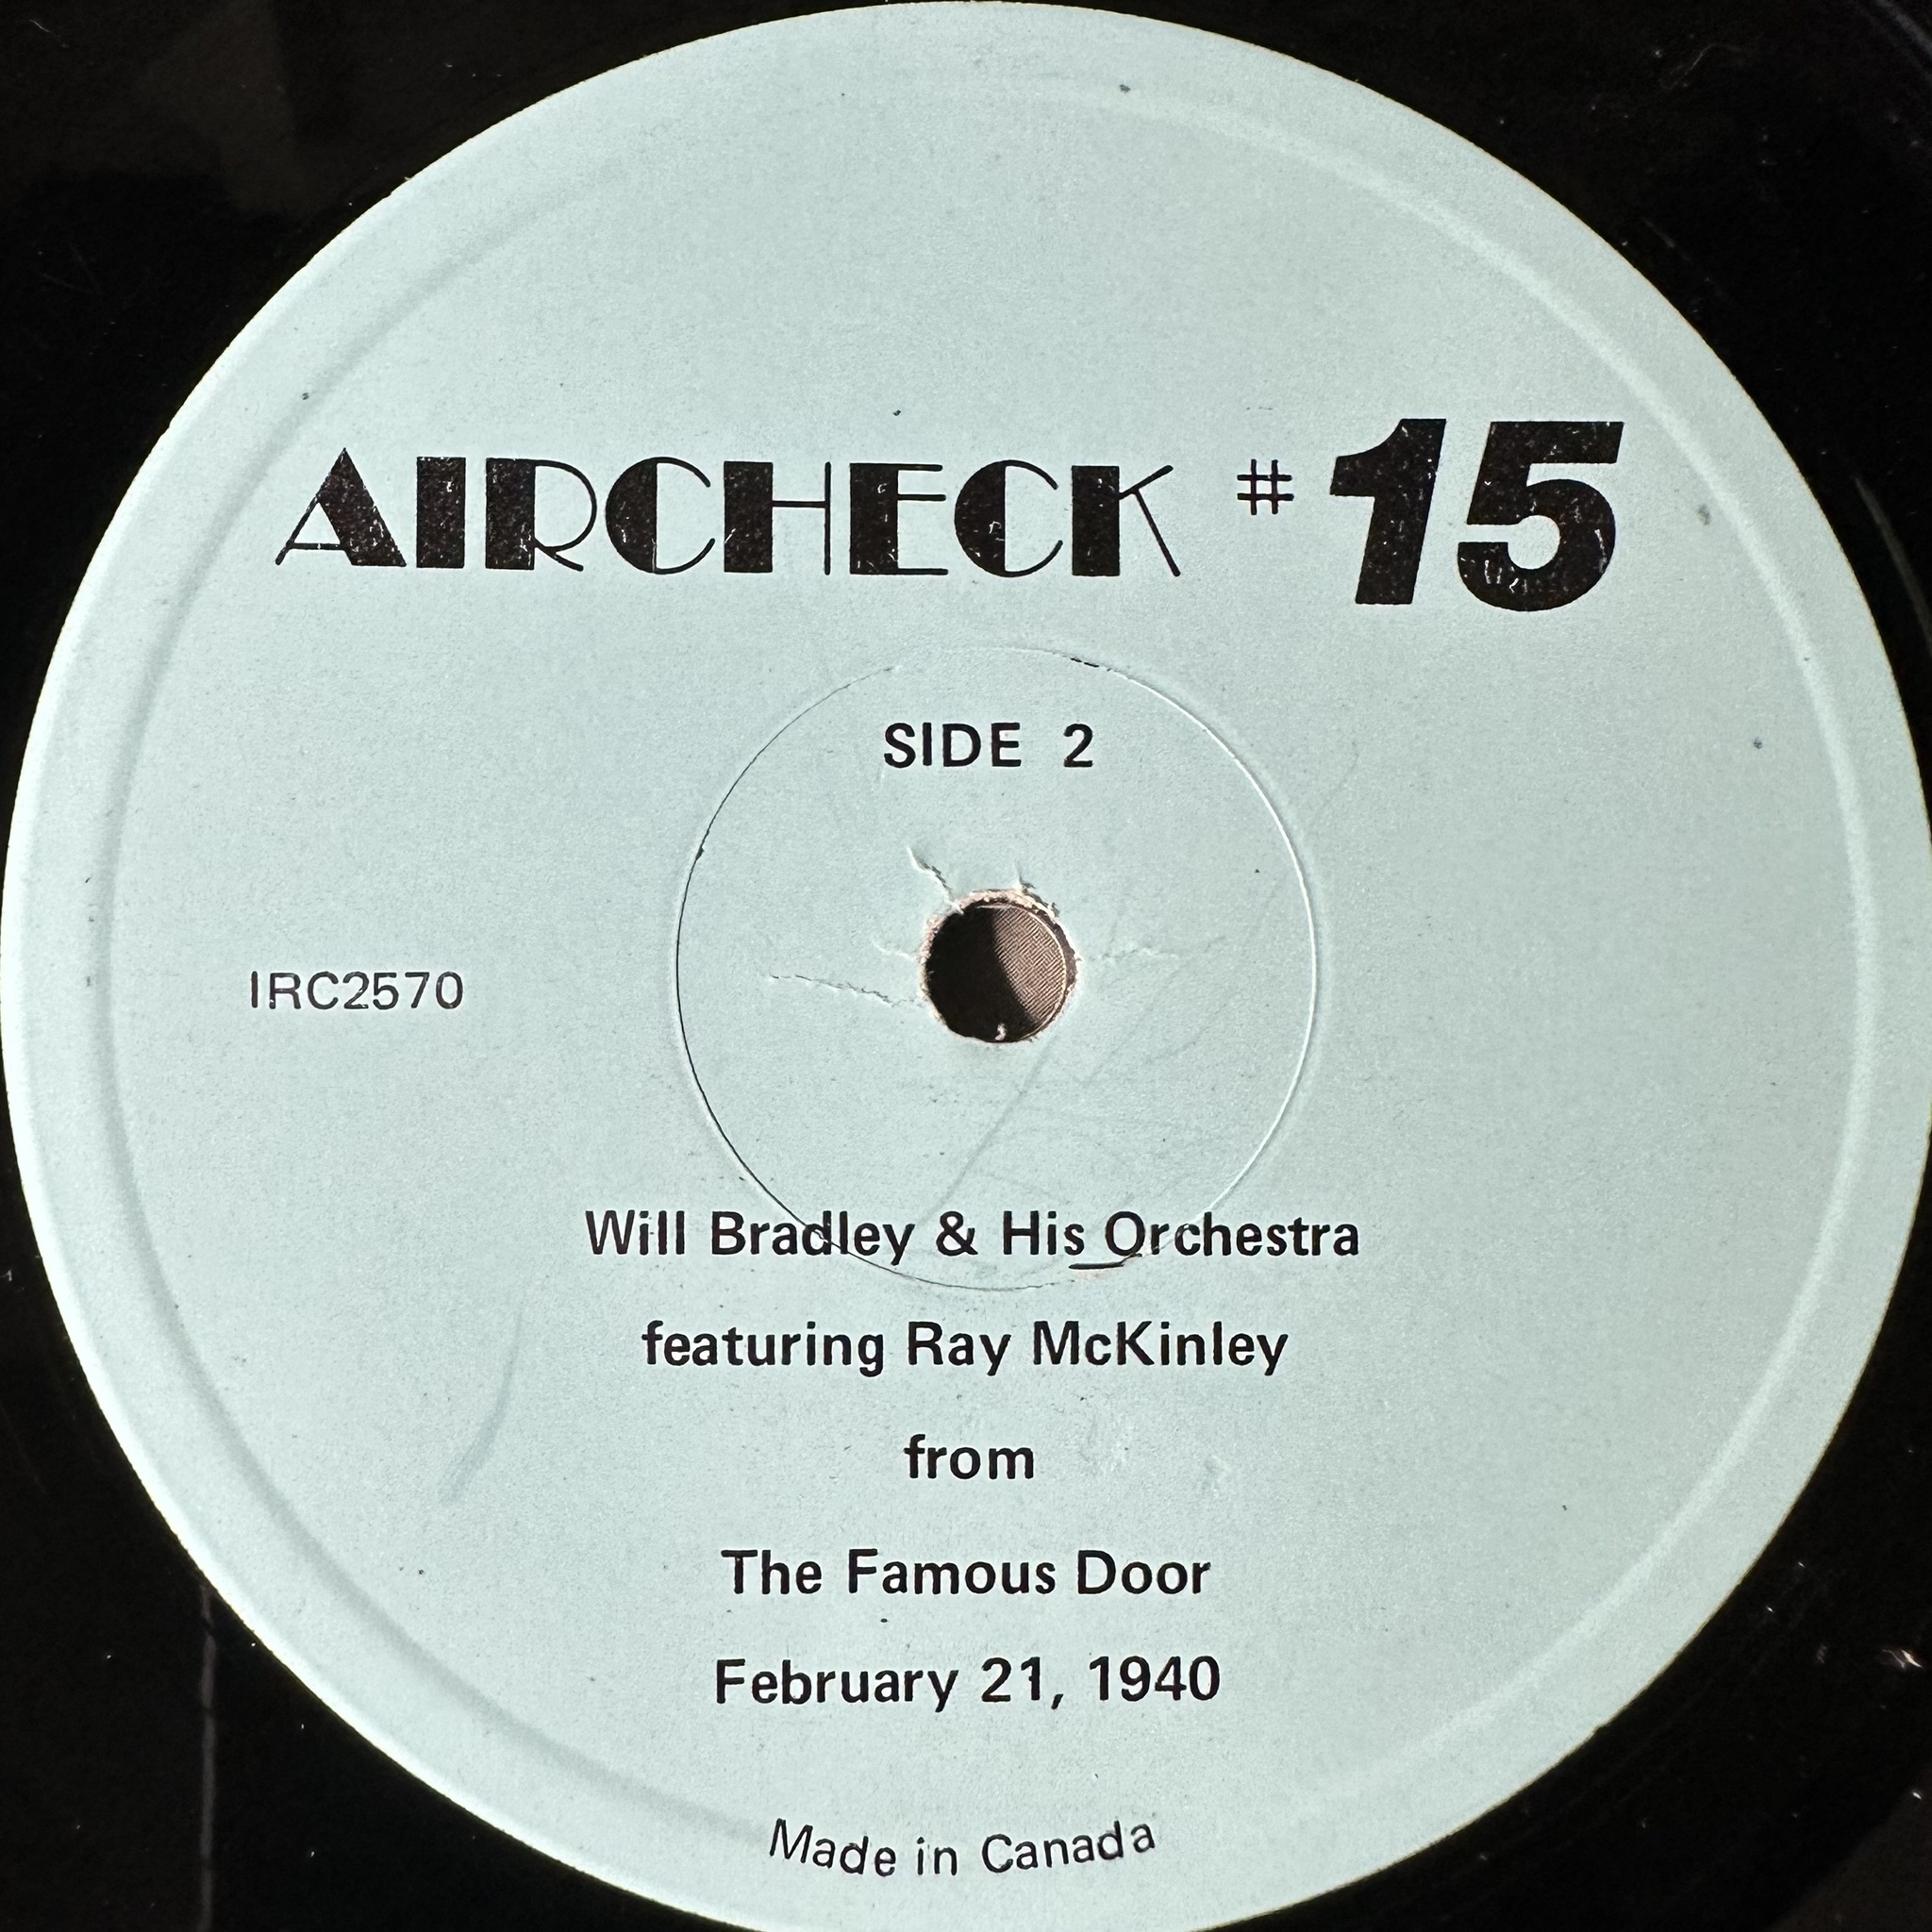 AIRCHECK #15
SIDE 2
IRC2570
Will Bradley & His Orchestra
featuring Ray McKinley
from
The Famous Door
February 21, 1940
Made in Canada